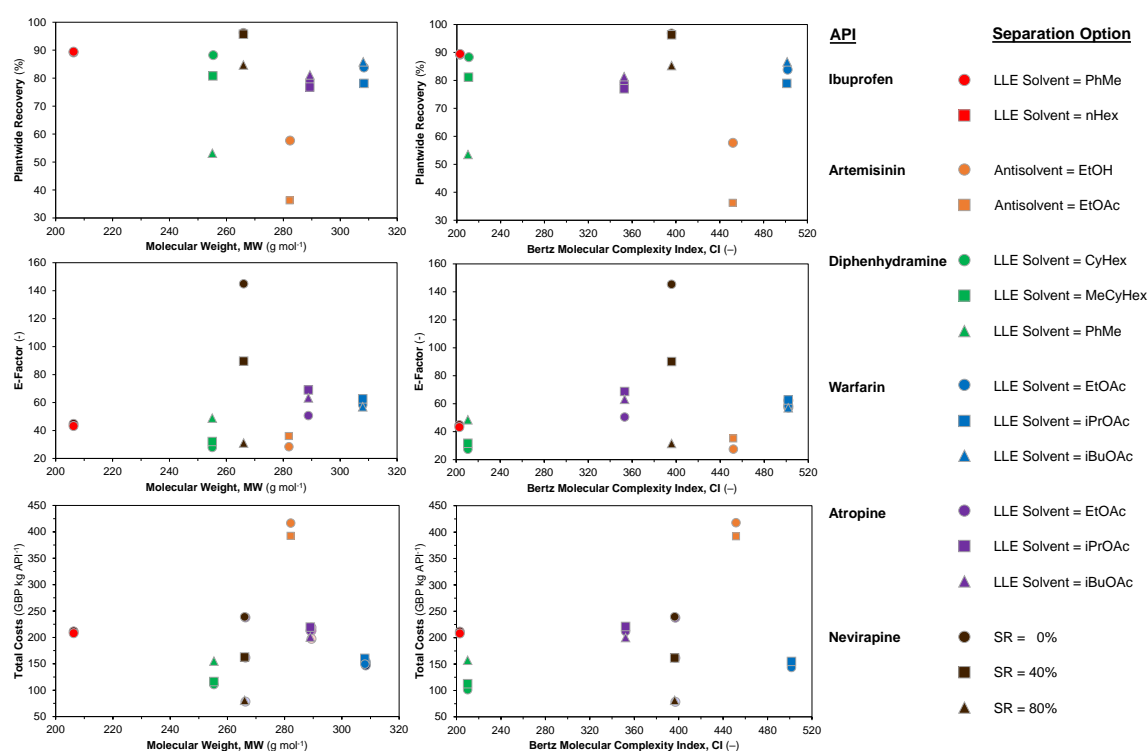 100
90
80
70
60
50
40
30
Plantwide Recovery (%)
200 220 240 260 280 300 320
Molecular Weight, MW (g mol-1)
100
90
80
70
60
50
40
30
Plantwide Recovery (%)
200 240 280 320 360 400 440 480 520
Bertz Molecular Complexity Index, CI (–)
160
140
120
100
80
60
40
20
E-Factor (-)
200 220 240 260 280 300 320
Molecular Weight, MW (g mol-1)
160
140
120
100
80
60
40
20
E-Factor (-)
200 240 280 320 360 400 440 480 520
Bertz Molecular Complexity Index, CI (–)
450
400
350
300
250
200
150
100
50
Total Costs (GBP kg API-1)
200 220 240 260 280 300 320
Molecular Weight, MW (g mol-1)
450
400
350
300
250
200
150
100
50
Total Costs (GBP kg API-1)
200 240 280 320 360 400 440 480 520
Bertz Molecular Complexity Index, CI (–)
API Separation Option
Ibuprofen LLE Solvent = PhMe
LLE Solvent = nHex
Artemisinin Antisolvent = EtOH
Antisolvent = EtOAc
Diphenhydramine LLE Solvent = CyHex
LLE Solvent = MeCyHex
LLE Solvent = PhMe
Warfarin LLE Solvent = EtOAc
LLE Solvent = iPrOAc
LLE Solvent = iBuOAc
Atropine LLE Solvent = EtOAc
LLE Solvent = iPrOAc
LLE Solvent = iBuOAc
Nevirapine SR = 0%
SR = 40%
SR = 80%